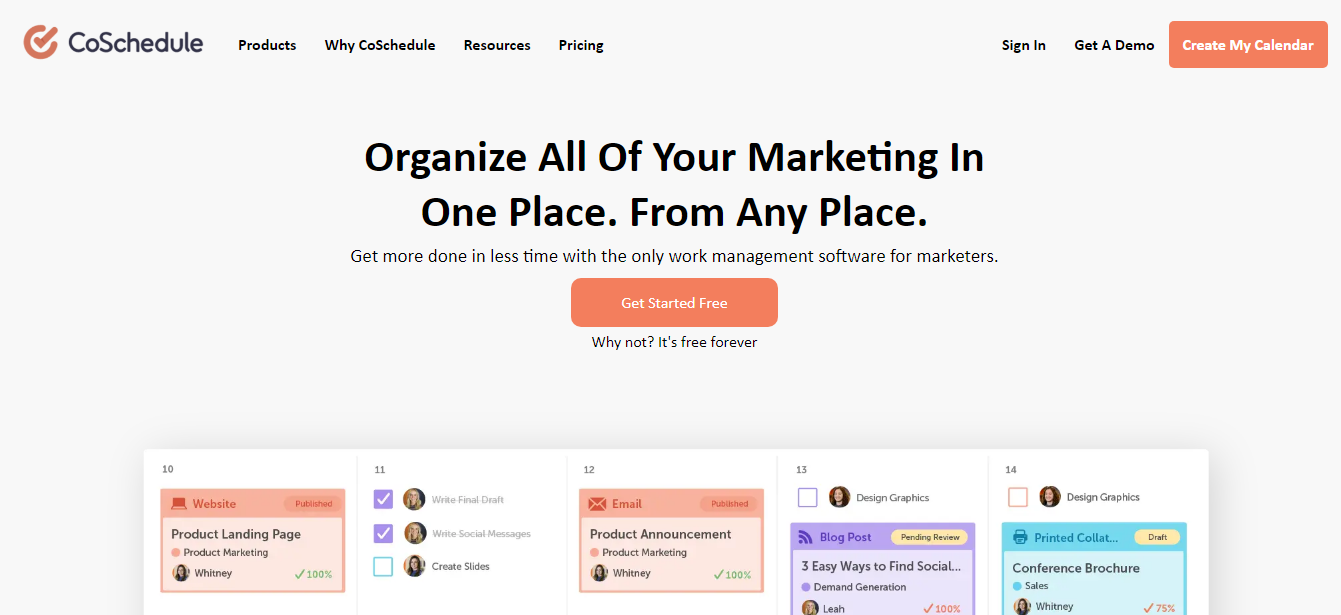 CoSchedule
Products Why CoSchedule Resources Pricing
Sign In Get A Demo Create My Calendar
Organize All Of Your Marketing In
One Place. From Any Place.
Get more done in less time with the only work management software for marketers.
Get Started Free
Why not? It's free forever
10
Website Published
Product Landing Page
Product Marketing
Whitney 100%
11
Write Final Draft
Write Social Messages
Create Slides
12
Email Published
Product Announcement
Product Marketing
Whitney 100%
13
Design Graphics
Blog Post Pending Review
3 Easy Ways to Find Social...
Demand Generation
Leah 100%
14
Design Graphics
Printed Collat... Draft
Conference Brochure
Sales
Whitney 75%